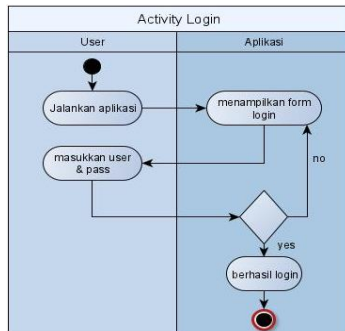 Activity Login
User
Aplikasi
Jalankan aplikasi
menampilkan form
login
masukkan user
& pass
no
yes
berhasil login